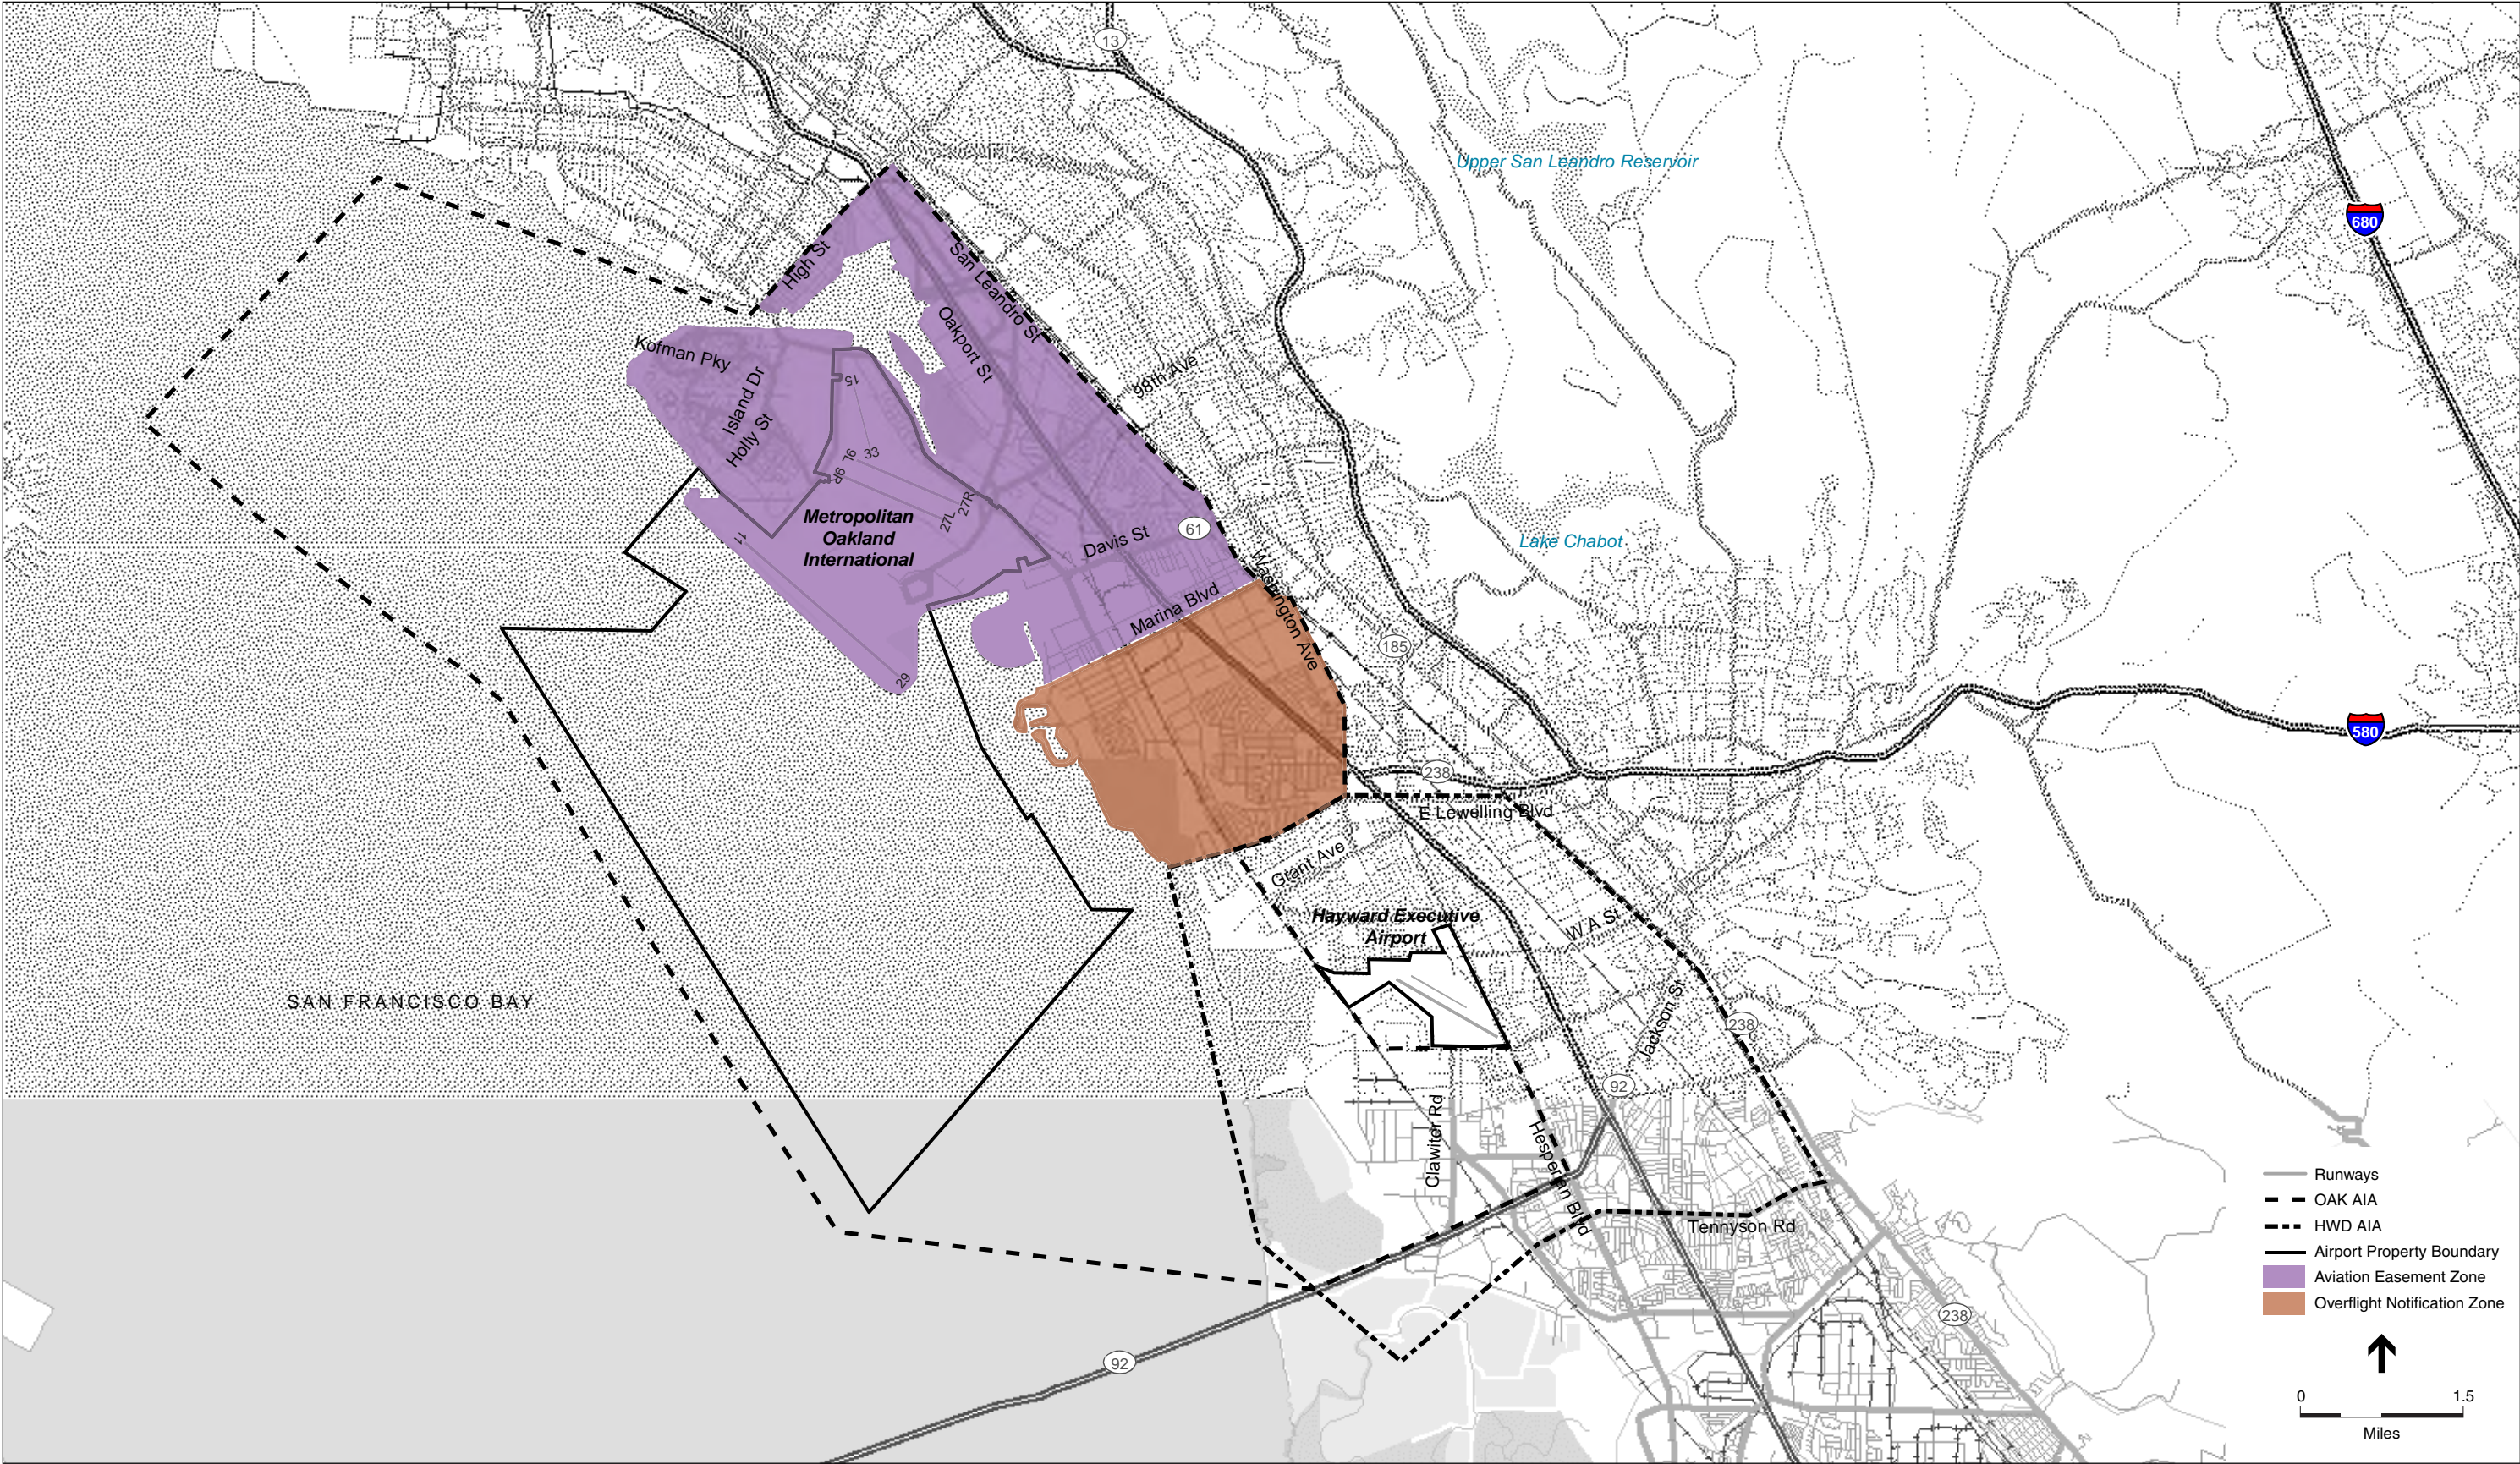 13
Upper San Leandro Reservoir
680
High St
San Leandro St
Oakport St
Kofman Pky
Island Dr
Holly St
98th Ave
15
33
9L
9R
27R
27L
11
29
Metropolitan
Oakland
International
Davis St
61
Lake Chabot
Washington Ave
Marina Blvd
185
580
238
E Lewelling Blvd
Grant Ave
Hayward Executive
Airport
W A St
SAN FRANCISCO BAY
Jackson St
238
92
Clawiter Rd
Hesperian Blvd
Tennyson Rd
238
92
Runways
OAK AIA
HWD AIA
Airport Property Boundary
Aviation Easement Zone
Overflight Notification Zone
0 1.5
Miles